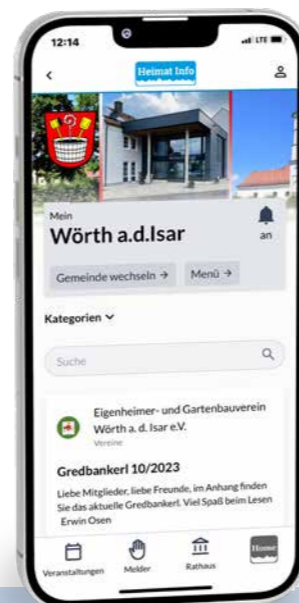 12:14
LTE
Heimat Info
Mein
Wörth a.d.Isar
an
Gemeinde wechseln →
Menü →
Kategorien
Suche
Eigenheimer- und Gartenbauverein
Wörth a. d. Isar e.V.
Vereine
Gredbankerl 10/2023
Liebe Mitglieder, liebe Freunde, im Anhang finden
Sie das aktuelle Gredbankerl. Viel Spaß beim Lesen
Erwin Osen
Veranstaltungen
Melder
Rathaus
Home